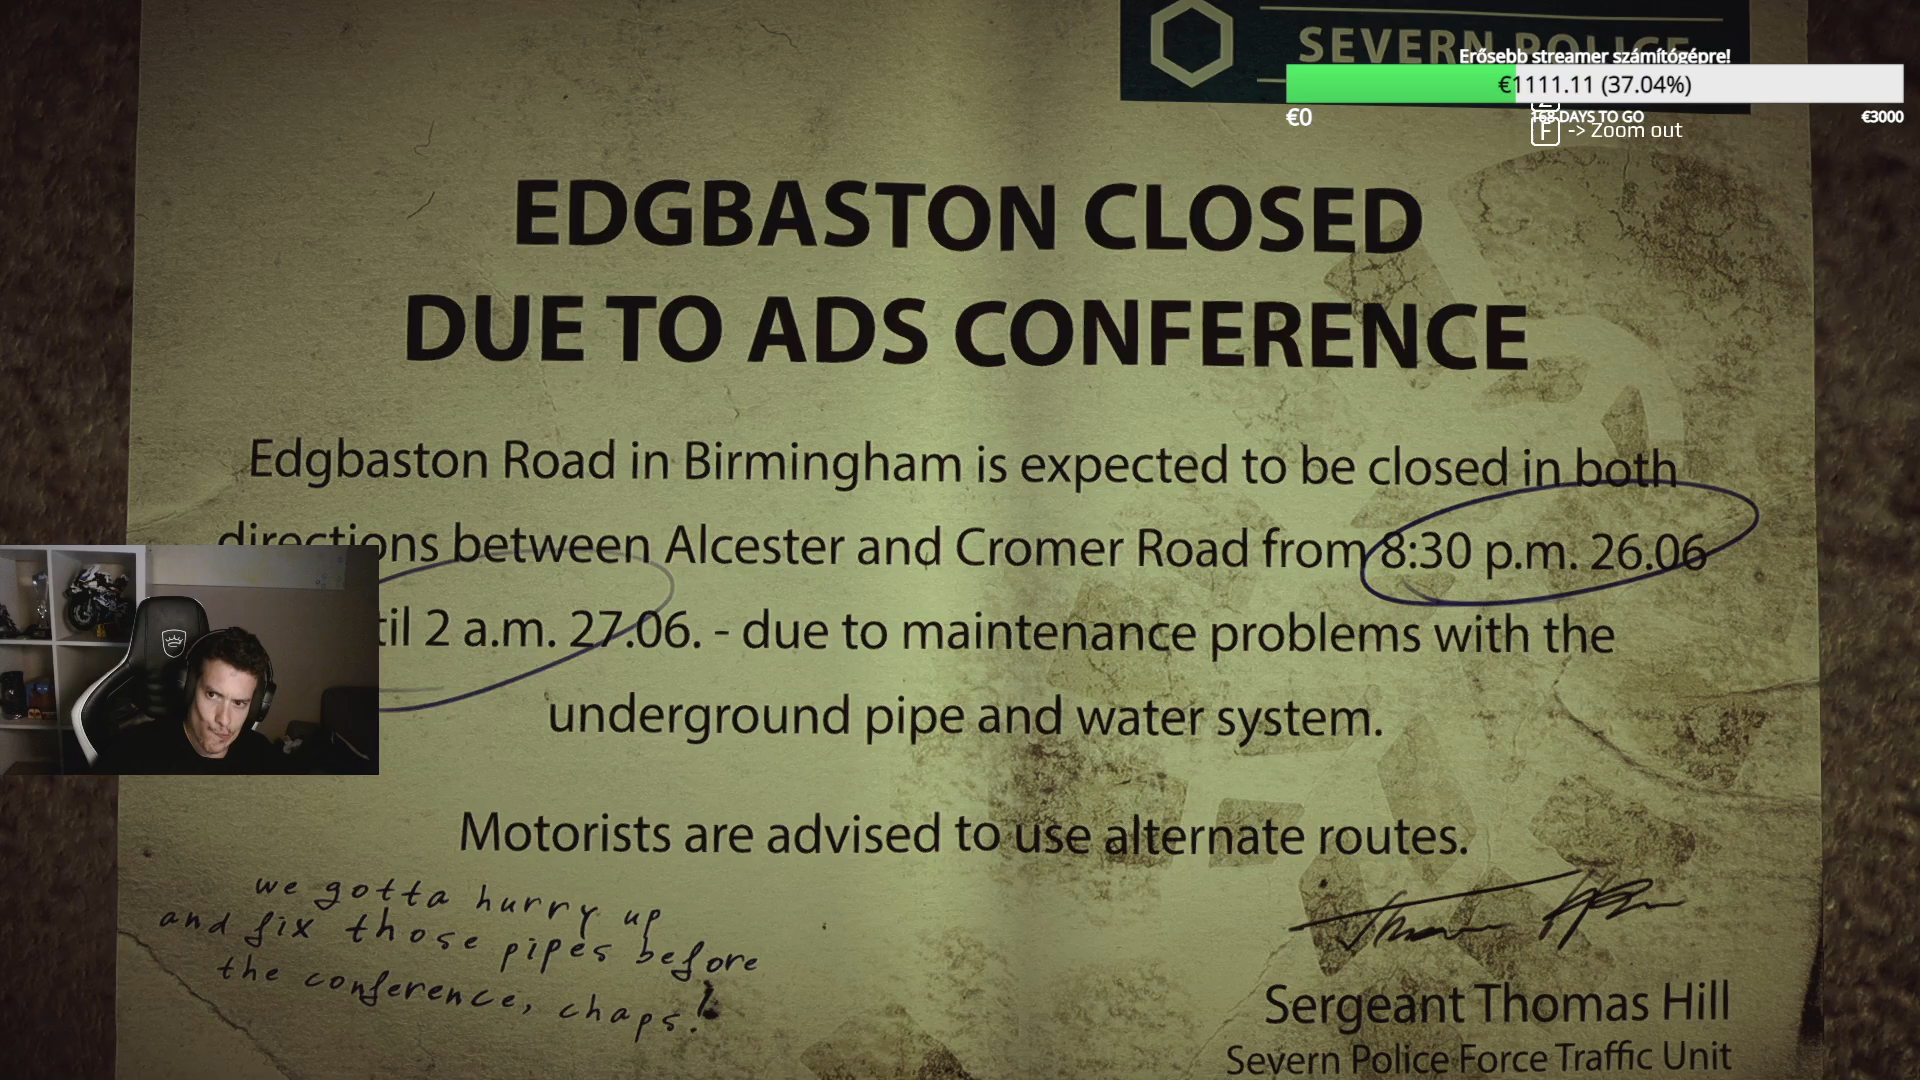 SEVERN POLICE
Erősebb streamer számítógépre!
€1111.11 (37.04%)
€0
DAYS TO GO
€3000
F -> Zoom out
EDGBASTON CLOSED
DUE TO ADS CONFERENCE
Edgbaston Road in Birmingham is expected to be closed in both
directions between Alcester and Cromer Road from 8:30 p.m. 26.06
til 2 a.m. 27.06. - due to maintenance problems with the
underground pipe and water system.
Motorists are advised to use alternate routes.
we gotta hurry up
and fix those pipes before
the conference, chaps!
Sergeant Thomas Hill
Severn Police Force Traffic Unit